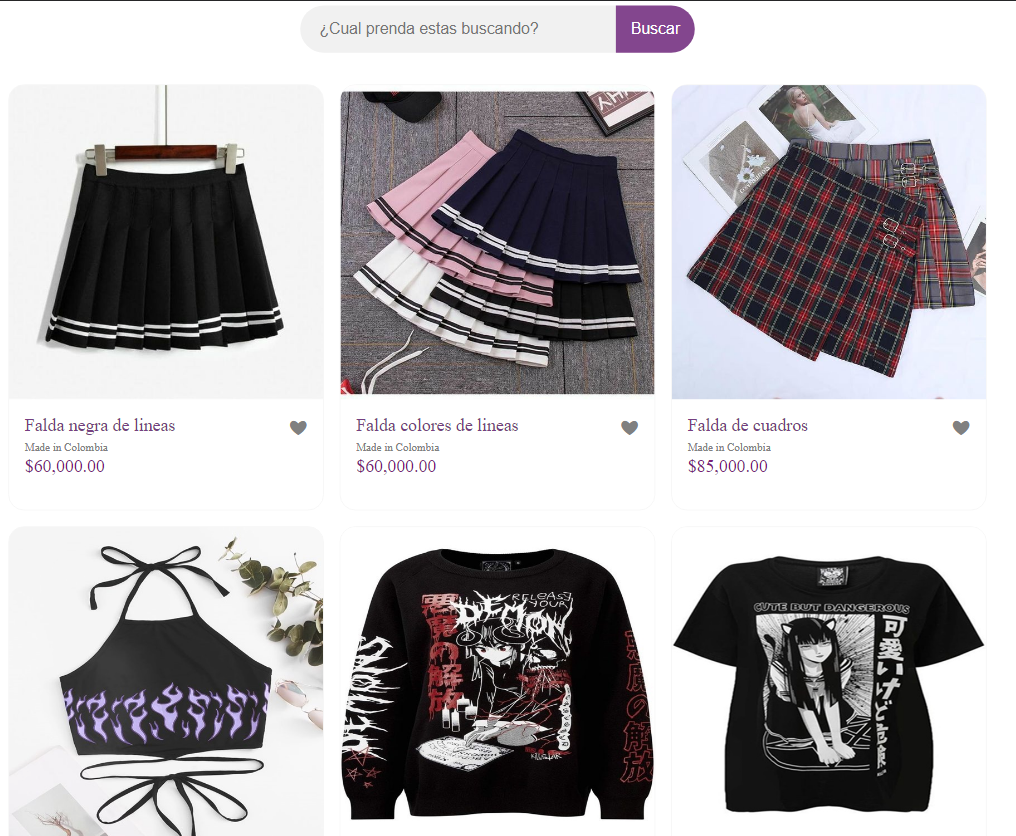 ¿Cual prenda estas buscando?
Buscar
Falda negra de lineas
Made in Colombia
$60,000.00
Falda colores de lineas
Made in Colombia
$60,000.00
Falda de cuadros
Made in Colombia
$85,000.00
RELEASE
YOUR
DEMON
悪魔の解放
悪魔の解放
KILLSTAR
CUTE BUT DANGEROUS
可愛いけど危険